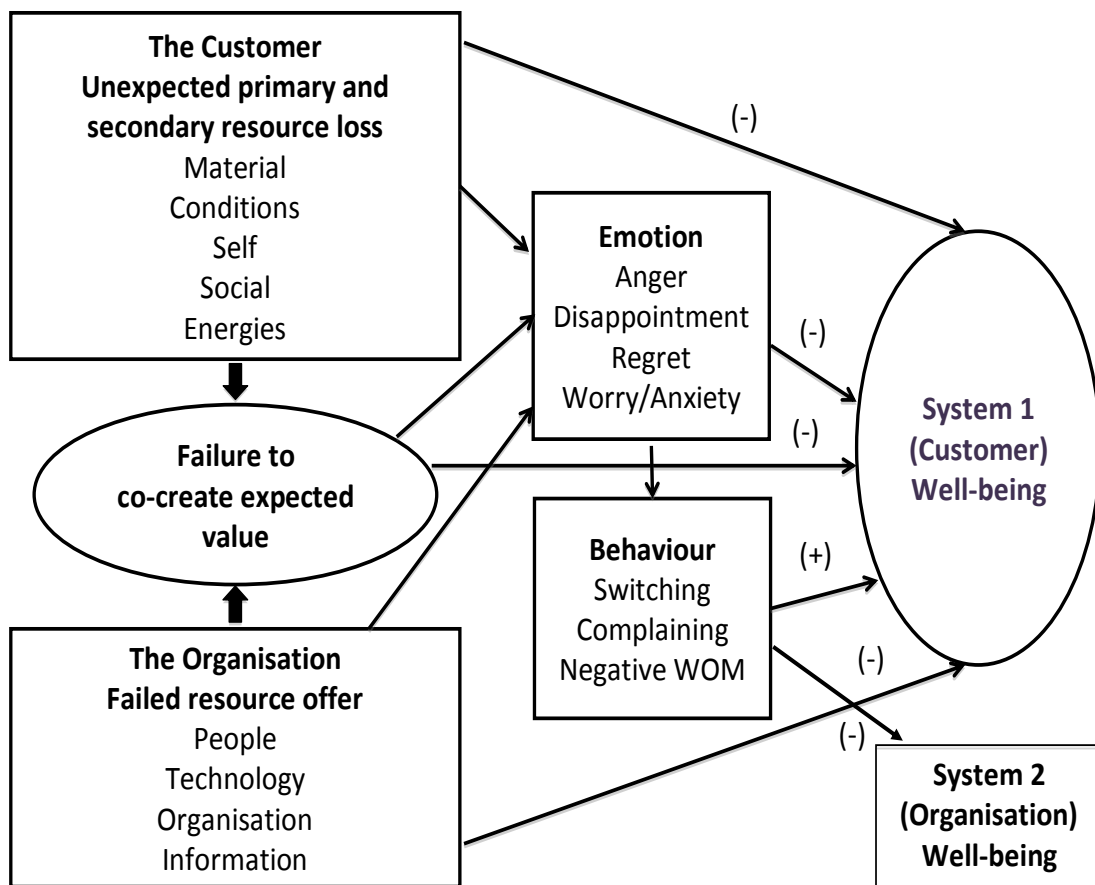 The Customer
Unexpected primary and
secondary resource loss
Material
Conditions
Self
Social
Energies
Failure to
co-create expected
value
The Organisation
Failed resource offer
People
Technology
Organisation
Information
Emotion
Anger
Disappointment
Regret
Worry/Anxiety
Behaviour
Switching
Complaining
Negative WOM
(-)
(-)
(-)
(+)
(-)
(-)
System 1
(Customer)
Well-being
System 2
(Organisation)
Well-being